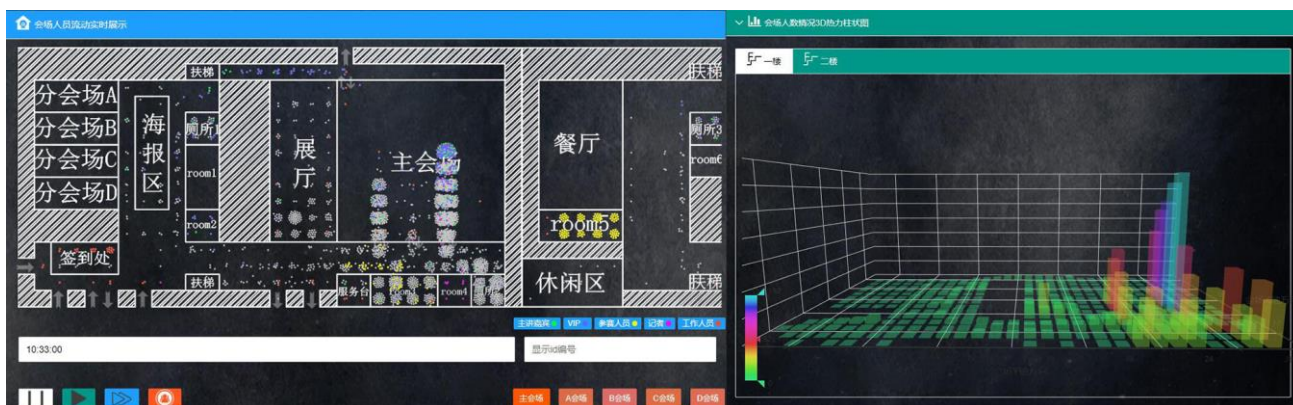 会场人员流动实时展示
扶梯
扶梯
分会场A
分会场B
分会场C
分会场D
海报区
厕所1
room1
room2
展厅
主会场
餐厅
厕所3
room6
room5
签到处
扶梯
服务台
room3
room4
休闲区
扶梯
主讲嘉宾
VIP
参会人员
记者
工作人员
10:33:00
显示id编号
主会场
A会场
B会场
C会场
D会场
会场人数情况3D热力柱状图
一楼
二楼